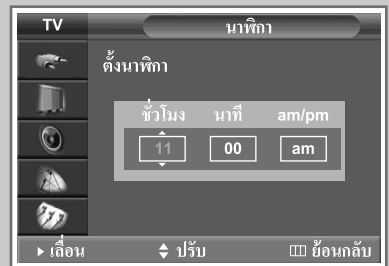 TV นาฬิกา
ตั้งนาฬิกา
ชั่วโมง นาที am/pm
11 00 am
เลื่อน ปรับ ย้อนกลับ